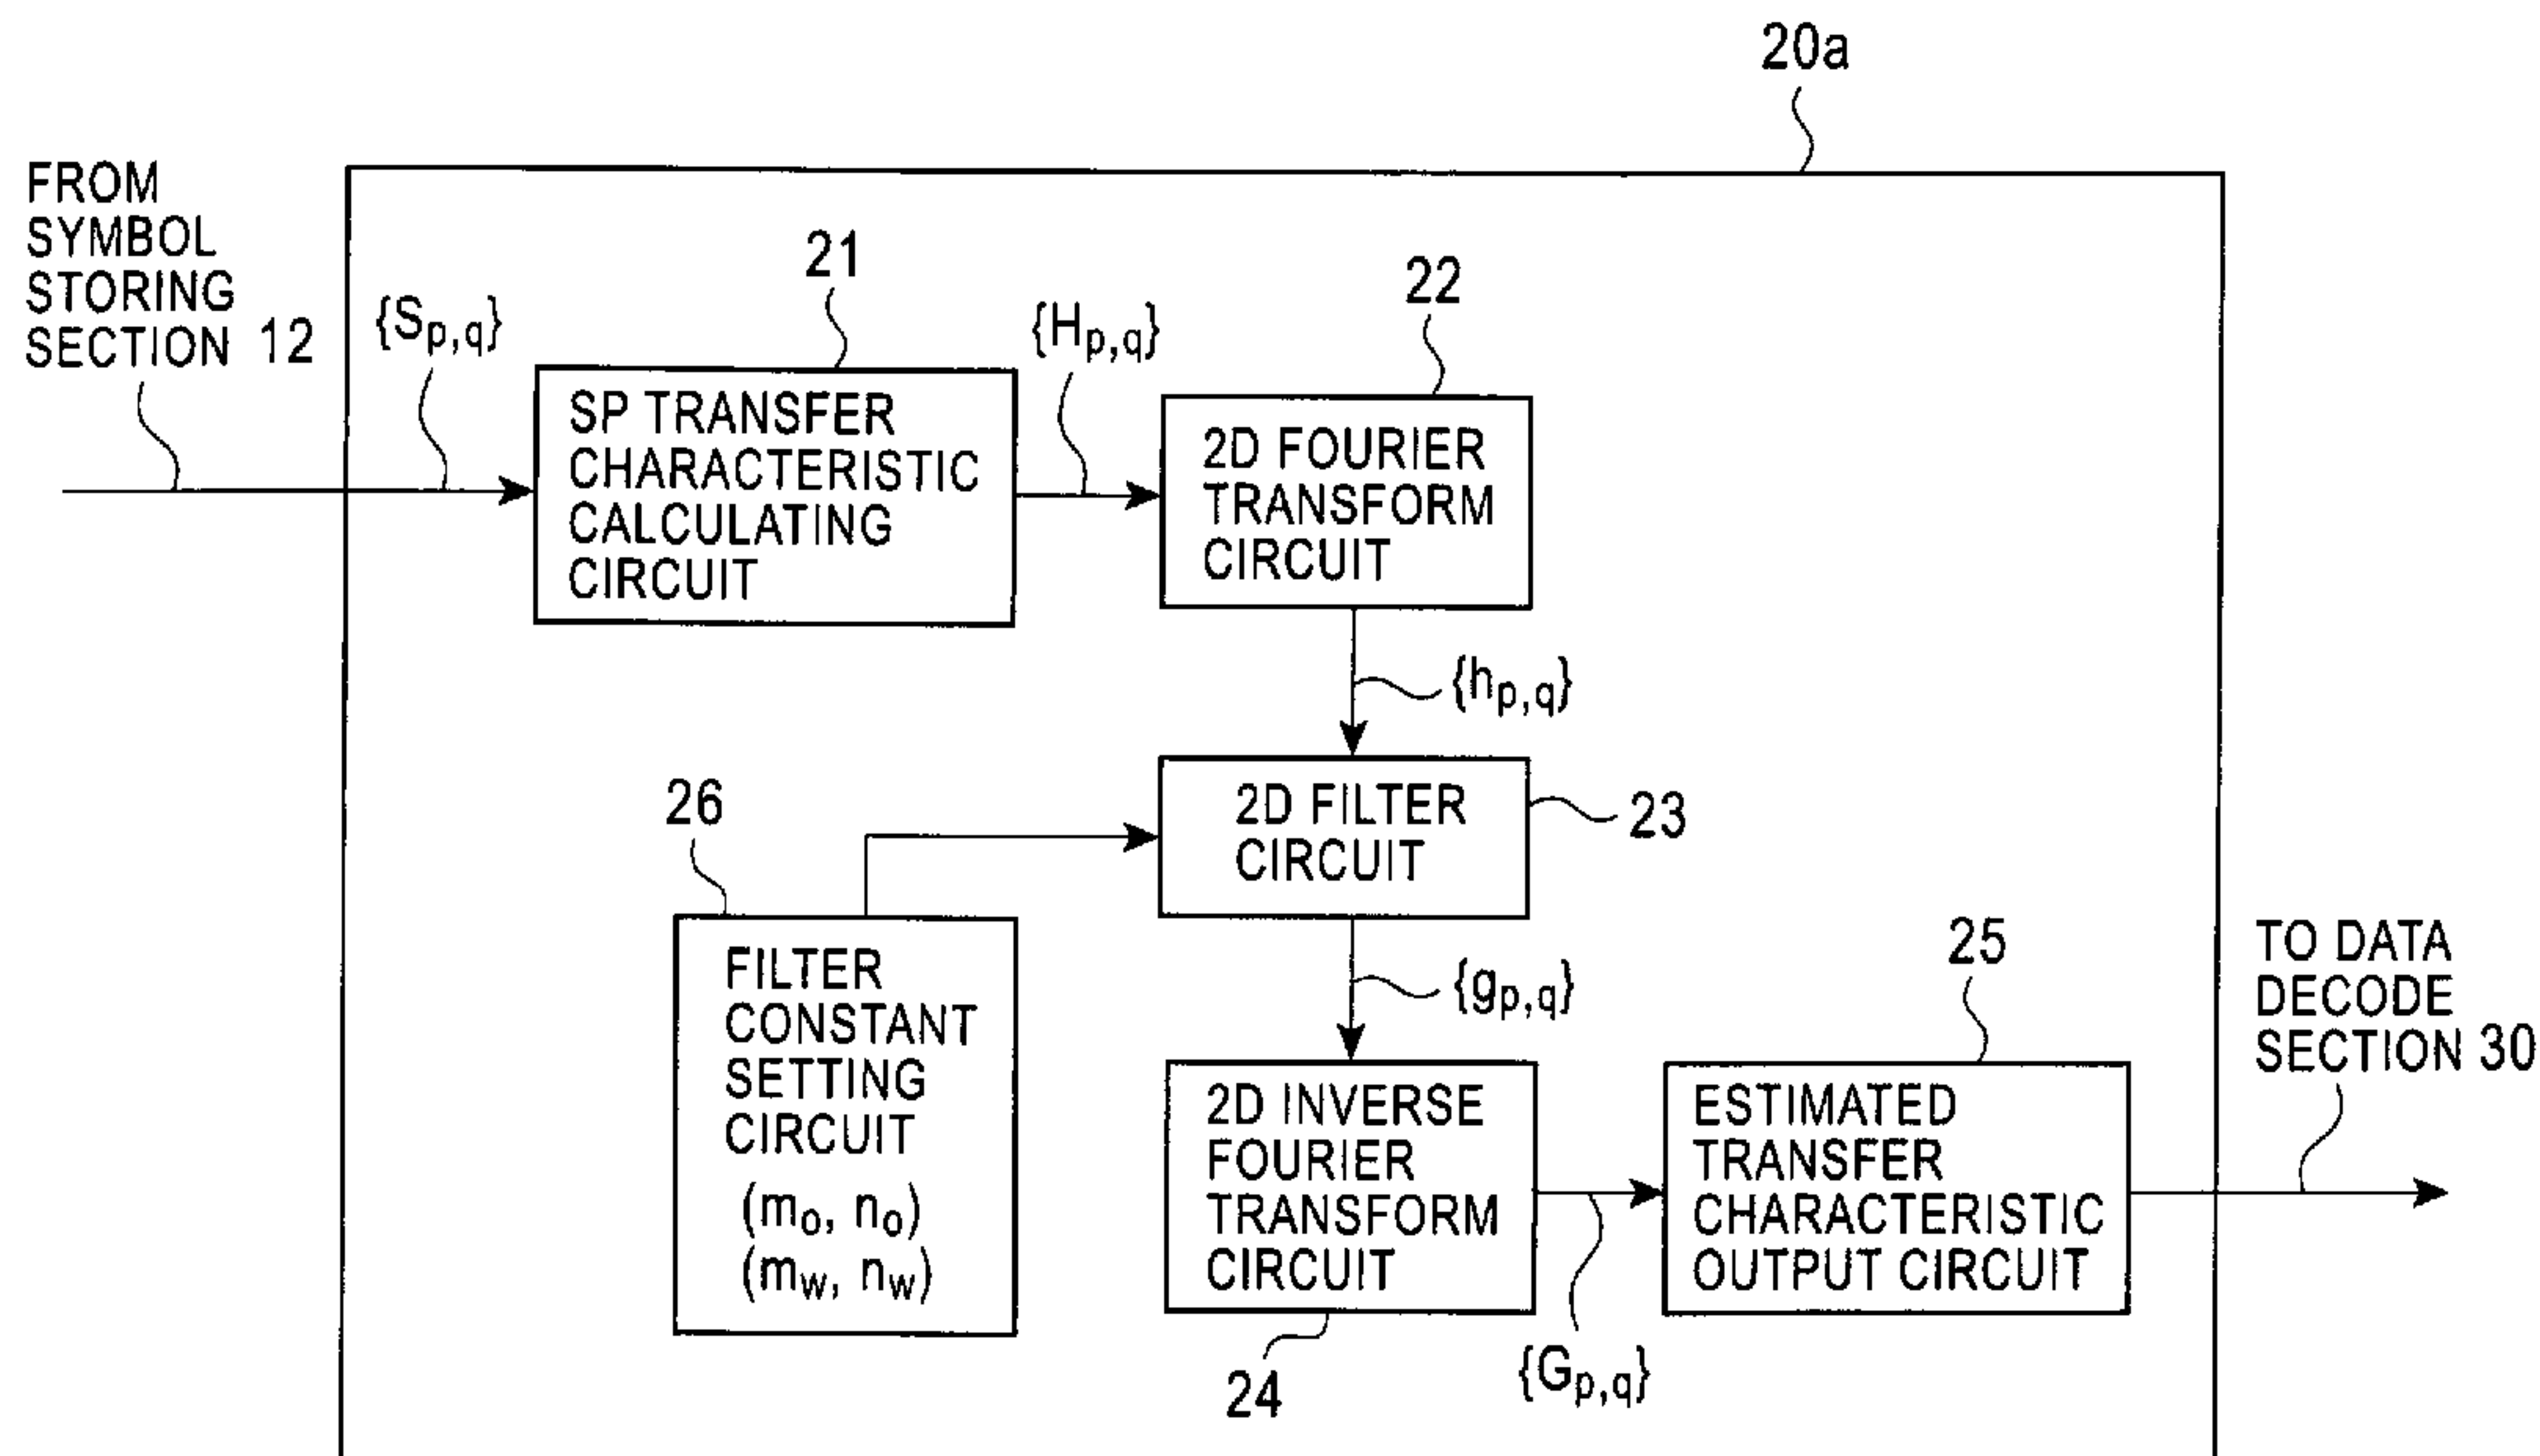 20a
FROM
SYMBOL
STORING
SECTION 12
{Sp,q}
21
{Hp,q}
22
SP TRANSFER
CHARACTERISTIC
CALCULATING
CIRCUIT
2D FOURIER
TRANSFORM
CIRCUIT
{hp,q}
26
2D FILTER
CIRCUIT
23
FILTER
CONSTANT
SETTING
CIRCUIT
(mo, no)
(mw, nw)
{gp,q}
25
TO DATA
DECODE
SECTION 30
2D INVERSE
FOURIER
TRANSFORM
CIRCUIT
ESTIMATED
TRANSFER
CHARACTERISTIC
OUTPUT CIRCUIT
24
{Gp,q}